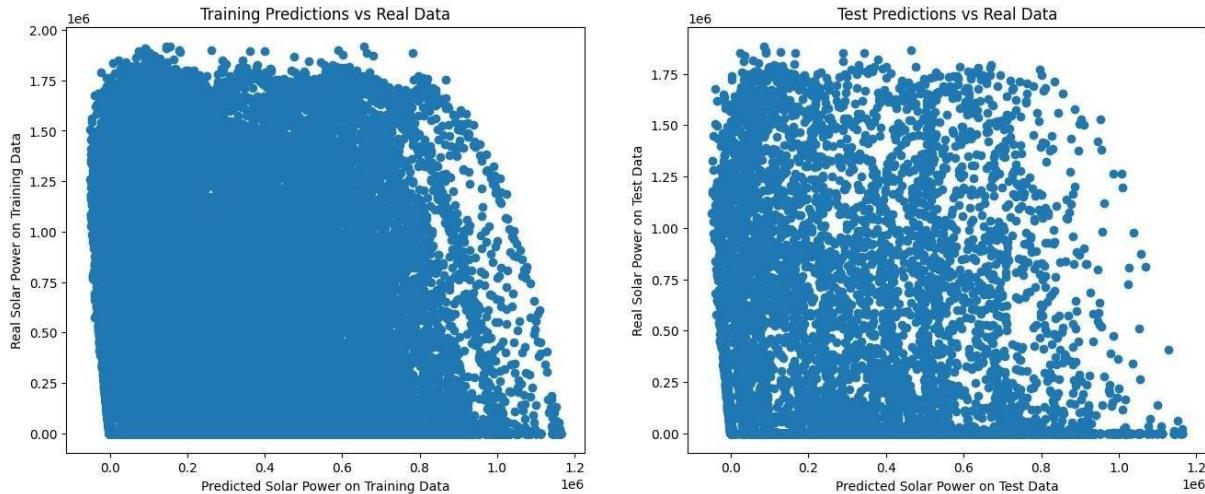 Training Predictions vs Real Data
1e6
2.00
1.75
1.50
1.25
1.00
0.75
0.50
0.25
0.00
Real Solar Power on Training Data
0.0 0.2 0.4 0.6 0.8 1.0 1.2
1e6
Predicted Solar Power on Training Data
Test Predictions vs Real Data
1e6
1.75
1.50
1.25
1.00
0.75
0.50
0.25
0.00
Real Solar Power on Test Data
0.0 0.2 0.4 0.6 0.8 1.0 1.2
1e6
Predicted Solar Power on Test Data